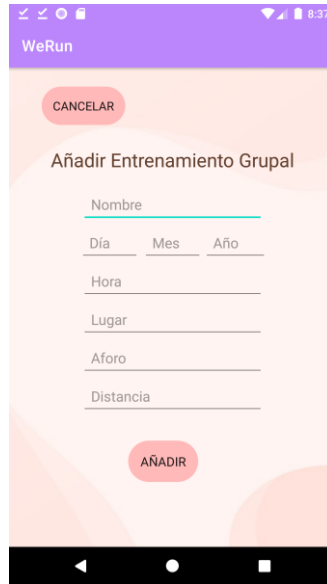 8:37
WeRun
CANCELAR
Añadir Entrenamiento Grupal
Nombre
Día Mes Año
Hora
Lugar
Aforo
Distancia
AÑADIR